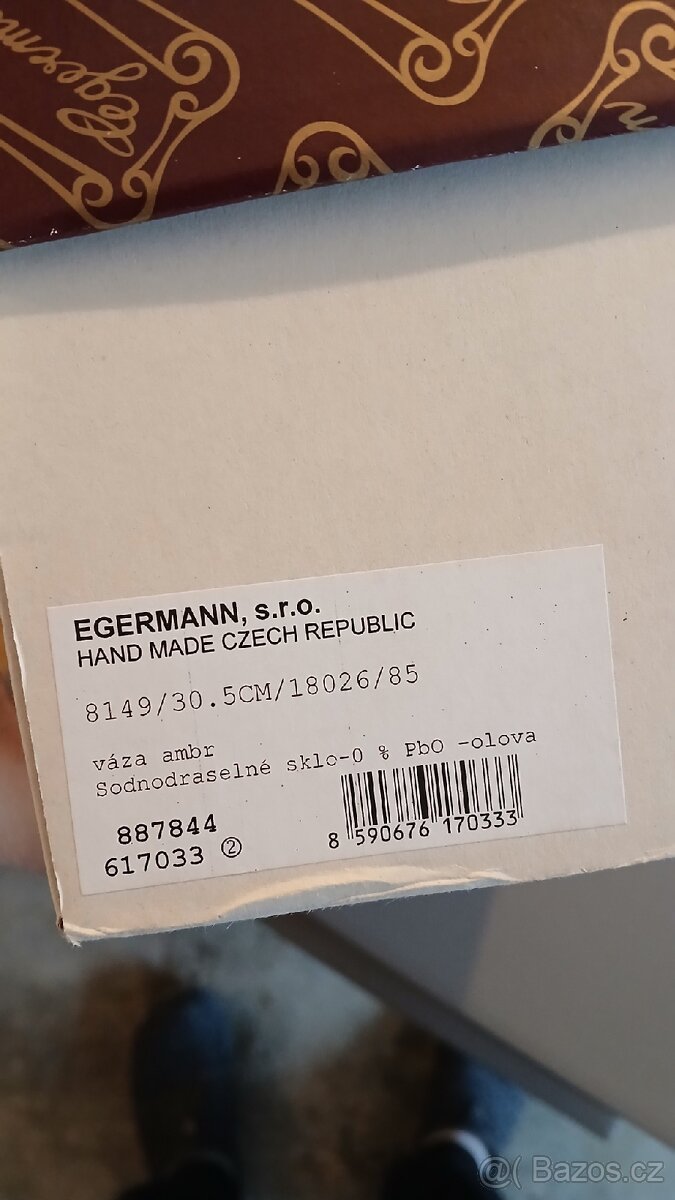 Egerm
EGERMANN, s.r.o.
HAND MADE CZECH REPUBLIC
8149/30.5CM/18026/85
váza ambr
Sodnodraselné sklo-0 % PbO -olova
887844
617033 ②
8 590676 170333
@( Bazos.cz